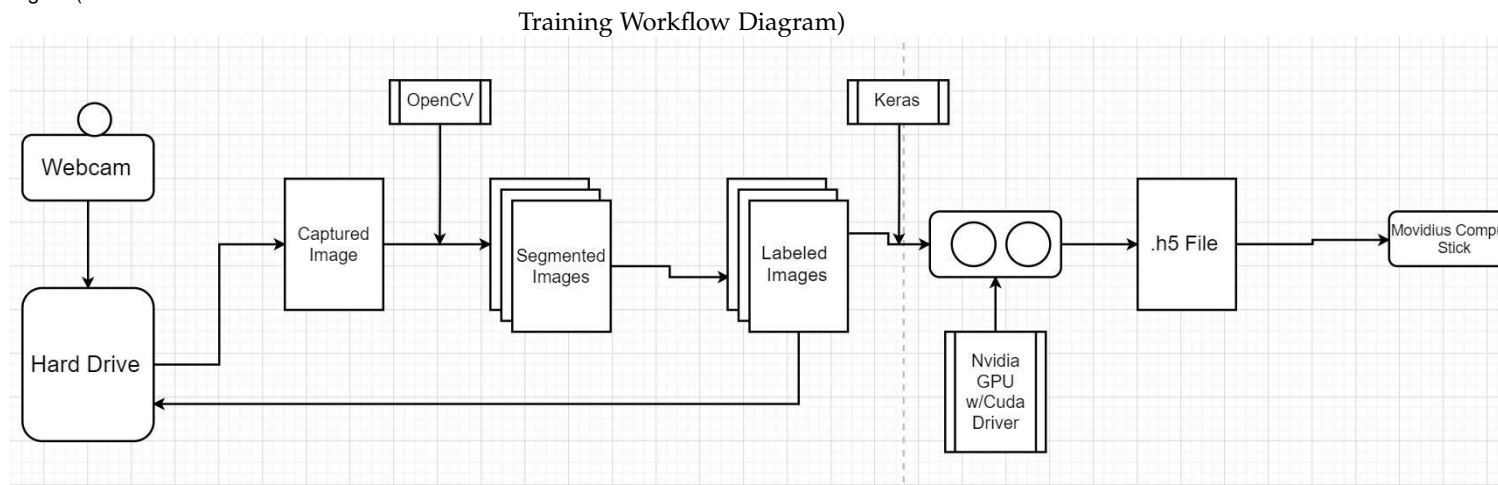 Training Workflow Diagram)
OpenCV
Keras
Webcam
Captured
Image
Segmented
Images
Labeled
Images
.h5 File
Movidius
Stick
Hard Drive
Nvidia
GPU
w/Cuda
Driver